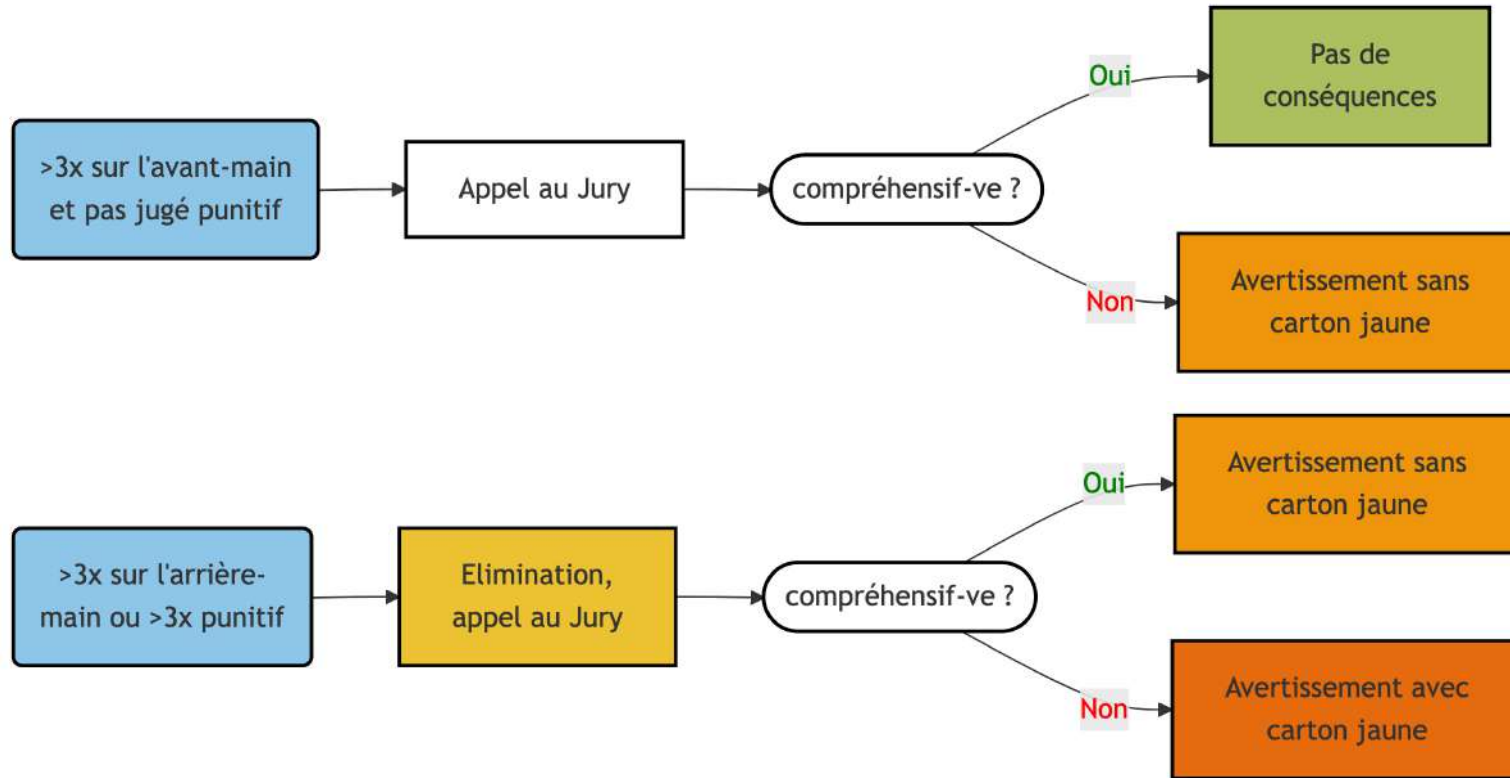 >3x sur l'avant-main
et pas jugé punitif
Appel au Jury
compréhensif-ve ?
Oui
Pas de
conséquences
Non
Avertissement sans
carton jaune
>3x sur l'arrière-
main ou >3x punitif
Elimination,
appel au Jury
compréhensif-ve ?
Oui
Avertissement sans
carton jaune
Non
Avertissement avec
carton jaune